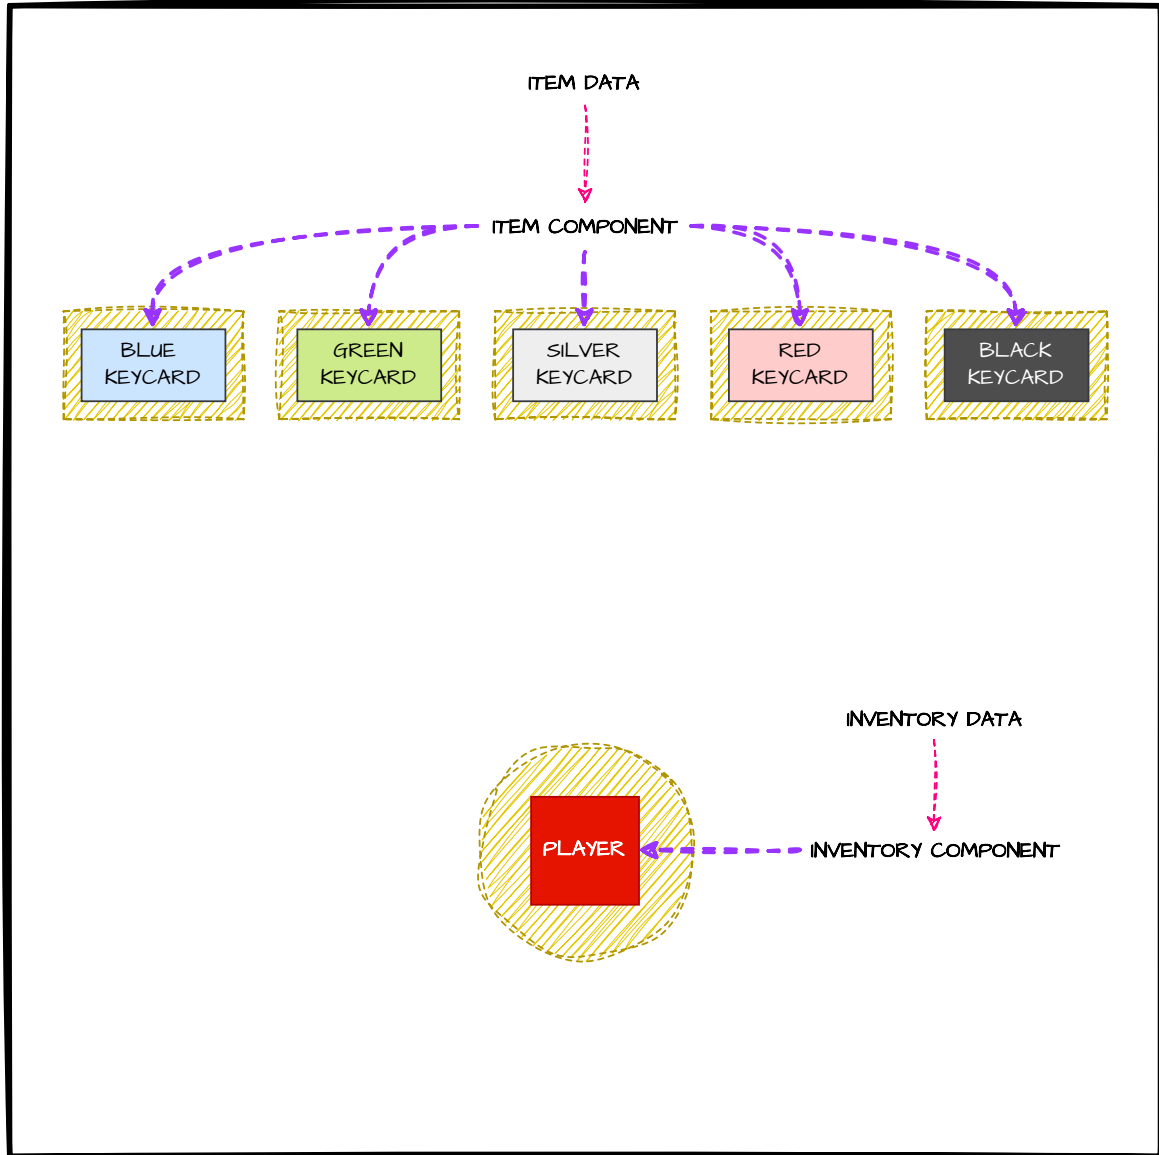 ITEM DATA
ITEM COMPONENT
BLUE
KEYCARD
GREEN
KEYCARD
SILVER
KEYCARD
RED
KEYCARD
BLACK
KEYCARD
INVENTORY DATA
PLAYER
INVENTORY COMPONENT